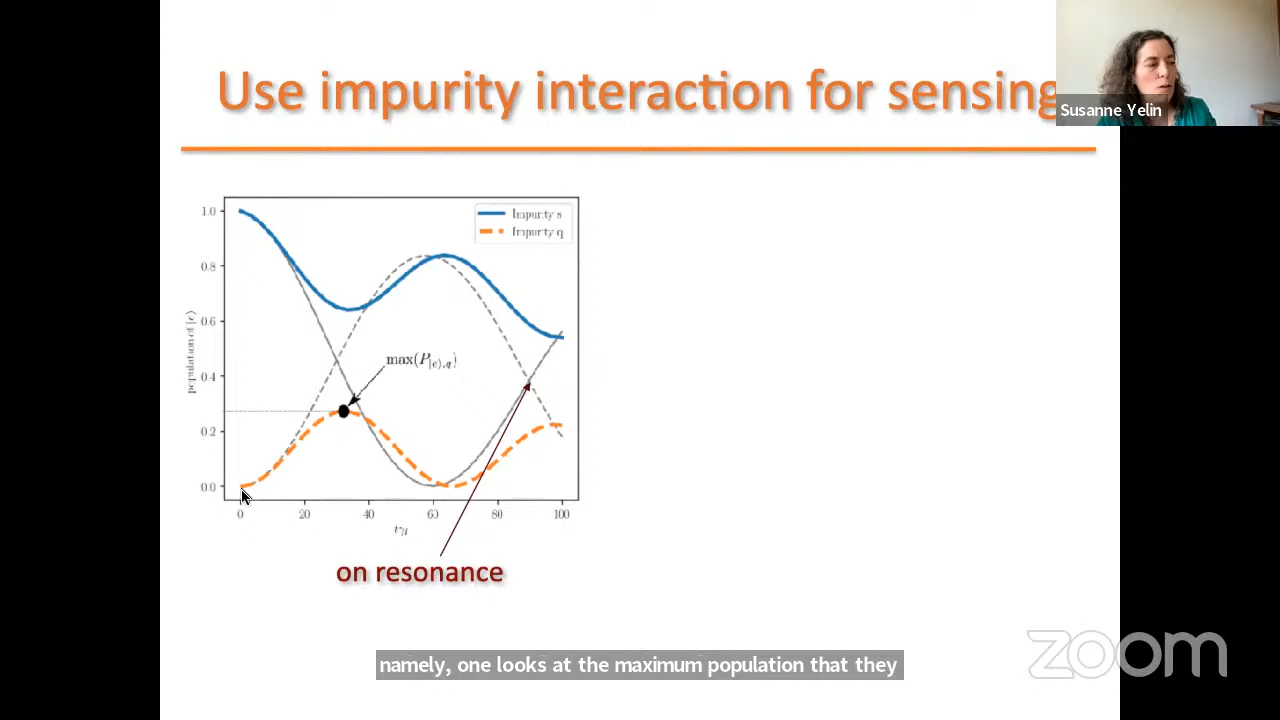 Use impurity interaction for sensing
Susanne Yelin
1.0
0.8
0.6
0.4
0.2
0.0
population of |e⟩
Impurity s
Impurity q
max(P|e⟩,q)
0 20 40 60 80 100
on resonance
namely, one looks at the maximum population that they
zoom